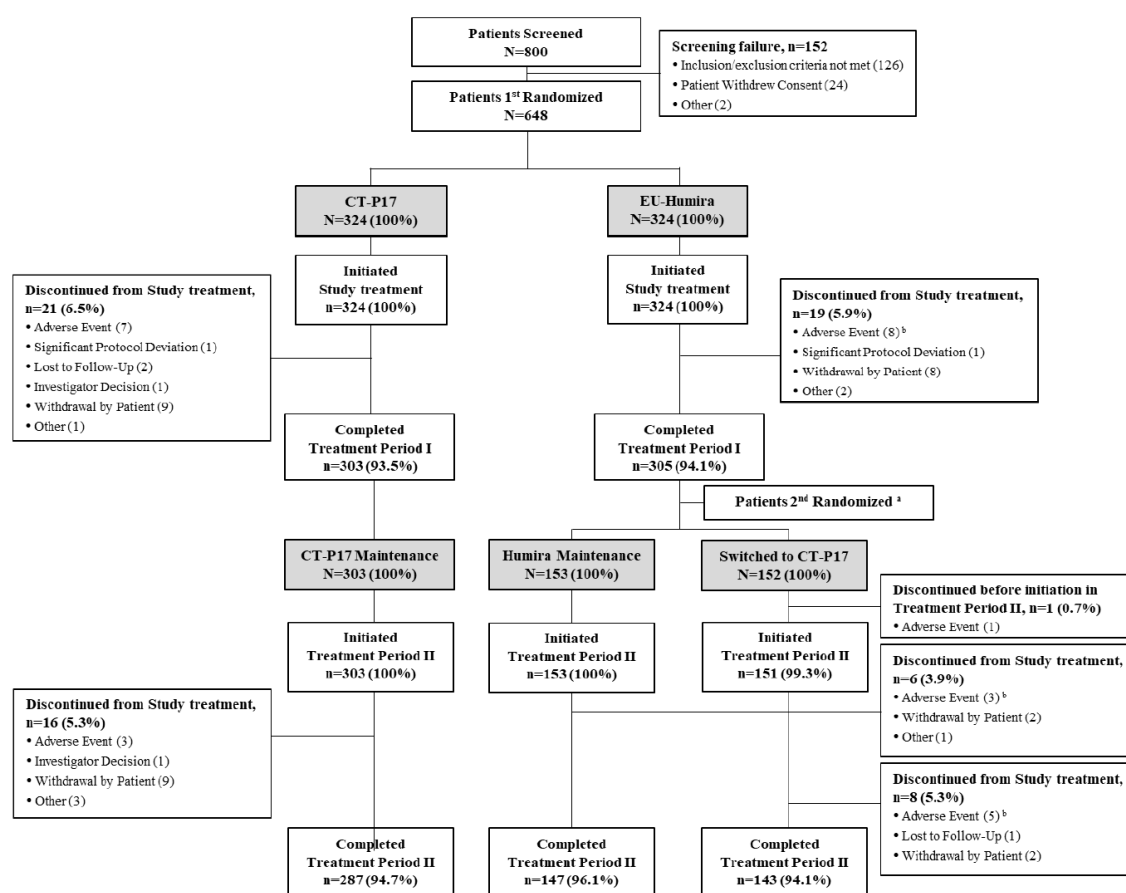 Patients Screened
N=800
Screening failure, n=152
• Inclusion/exclusion criteria not met (126)
• Patient Withdrew Consent (24)
• Other (2)
Patients 1st Randomized
N=648
CT-P17
N=324 (100%)
EU-Humira
N=324 (100%)
Initiated
Study treatment
n=324 (100%)
Initiated
Study treatment
n=324 (100%)
Discontinued from Study treatment,
n=21 (6.5%)
• Adverse Event (7)
• Significant Protocol Deviation (1)
• Lost to Follow-Up (2)
• Investigator Decision (1)
• Withdrawal by Patient (9)
• Other (1)
Discontinued from Study treatment,
n=19 (5.9%)
• Adverse Event (8) b
• Significant Protocol Deviation (1)
• Withdrawal by Patient (8)
• Other (2)
Completed
Treatment Period I
n=303 (93.5%)
Completed
Treatment Period I
n=305 (94.1%)
Patients 2nd Randomized a
CT-P17 Maintenance
N=303 (100%)
Humira Maintenance
N=153 (100%)
Switched to CT-P17
N=152 (100%)
Discontinued before initiation in
Treatment Period II, n=1 (0.7%)
• Adverse Event (1)
Initiated
Treatment Period II
n=303 (100%)
Initiated
Treatment Period II
n=153 (100%)
Initiated
Treatment Period II
n=151 (99.3%)
Discontinued from Study treatment,
n=6 (3.9%)
• Adverse Event (3) b
• Withdrawal by Patient (2)
• Other (1)
Discontinued from Study treatment,
n=16 (5.3%)
• Adverse Event (3)
• Investigator Decision (1)
• Withdrawal by Patient (9)
• Other (3)
Discontinued from Study treatment,
n=8 (5.3%)
• Adverse Event (5) b
• Lost to Follow-Up (1)
• Withdrawal by Patient (2)
Completed
Treatment Period II
n=287 (94.7%)
Completed
Treatment Period II
n=147 (96.1%)
Completed
Treatment Period II
n=143 (94.1%)